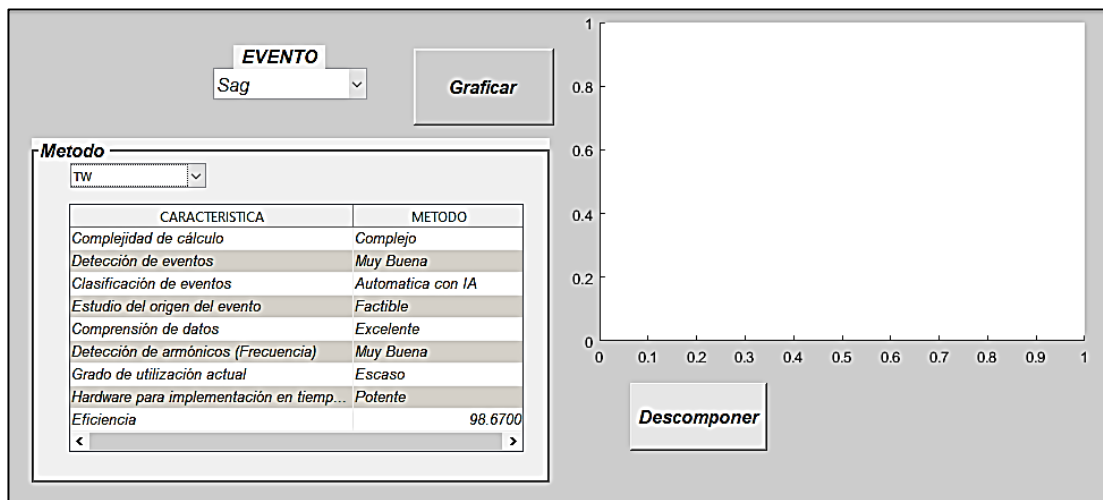 EVENTO
Sag
Graficar
Metodo
TW
CARACTERISTICA METODO
Complejidad de cálculo Complejo
Detección de eventos Muy Buena
Clasificación de eventos Automatica con IA
Estudio del origen del evento Factible
Comprensión de datos Excelente
Detección de armónicos (Frecuencia) Muy Buena
Grado de utilización actual Escaso
Hardware para implementación en tiemp... Potente
Eficiencia 98.6700
1
0.8
0.6
0.4
0.2
0
0 0.1 0.2 0.3 0.4 0.5 0.6 0.7 0.8 0.9 1
Descomponer